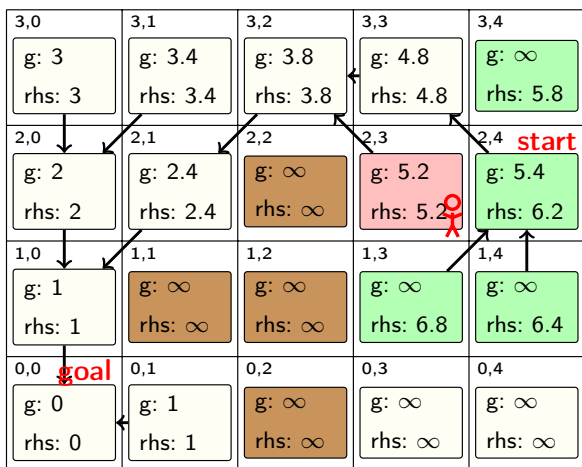 3,0 3,1 3,2 3,3 3,4
g: 3 g: 3.4 g: 3.8 g: 4.8 g: ∞
rhs: 3 rhs: 3.4 rhs: 3.8 rhs: 4.8 rhs: 5.8
2,0 2,1 2,2 2,3 2,4
start
g: 2 g: 2.4 g: ∞ g: 5.2 g: 5.4
rhs: 2 rhs: 2.4 rhs: ∞ rhs: 5.2 rhs: 6.2
1,0 1,1 1,2 1,3 1,4
g: 1 g: ∞ g: ∞ g: ∞ g: ∞
rhs: 1 rhs: ∞ rhs: ∞ rhs: 6.8 rhs: 6.4
0,0 0,1 0,2 0,3 0,4
goal
g: 0 g: 1 g: ∞ g: ∞ g: ∞
rhs: 0 rhs: 1 rhs: ∞ rhs: ∞ rhs: ∞